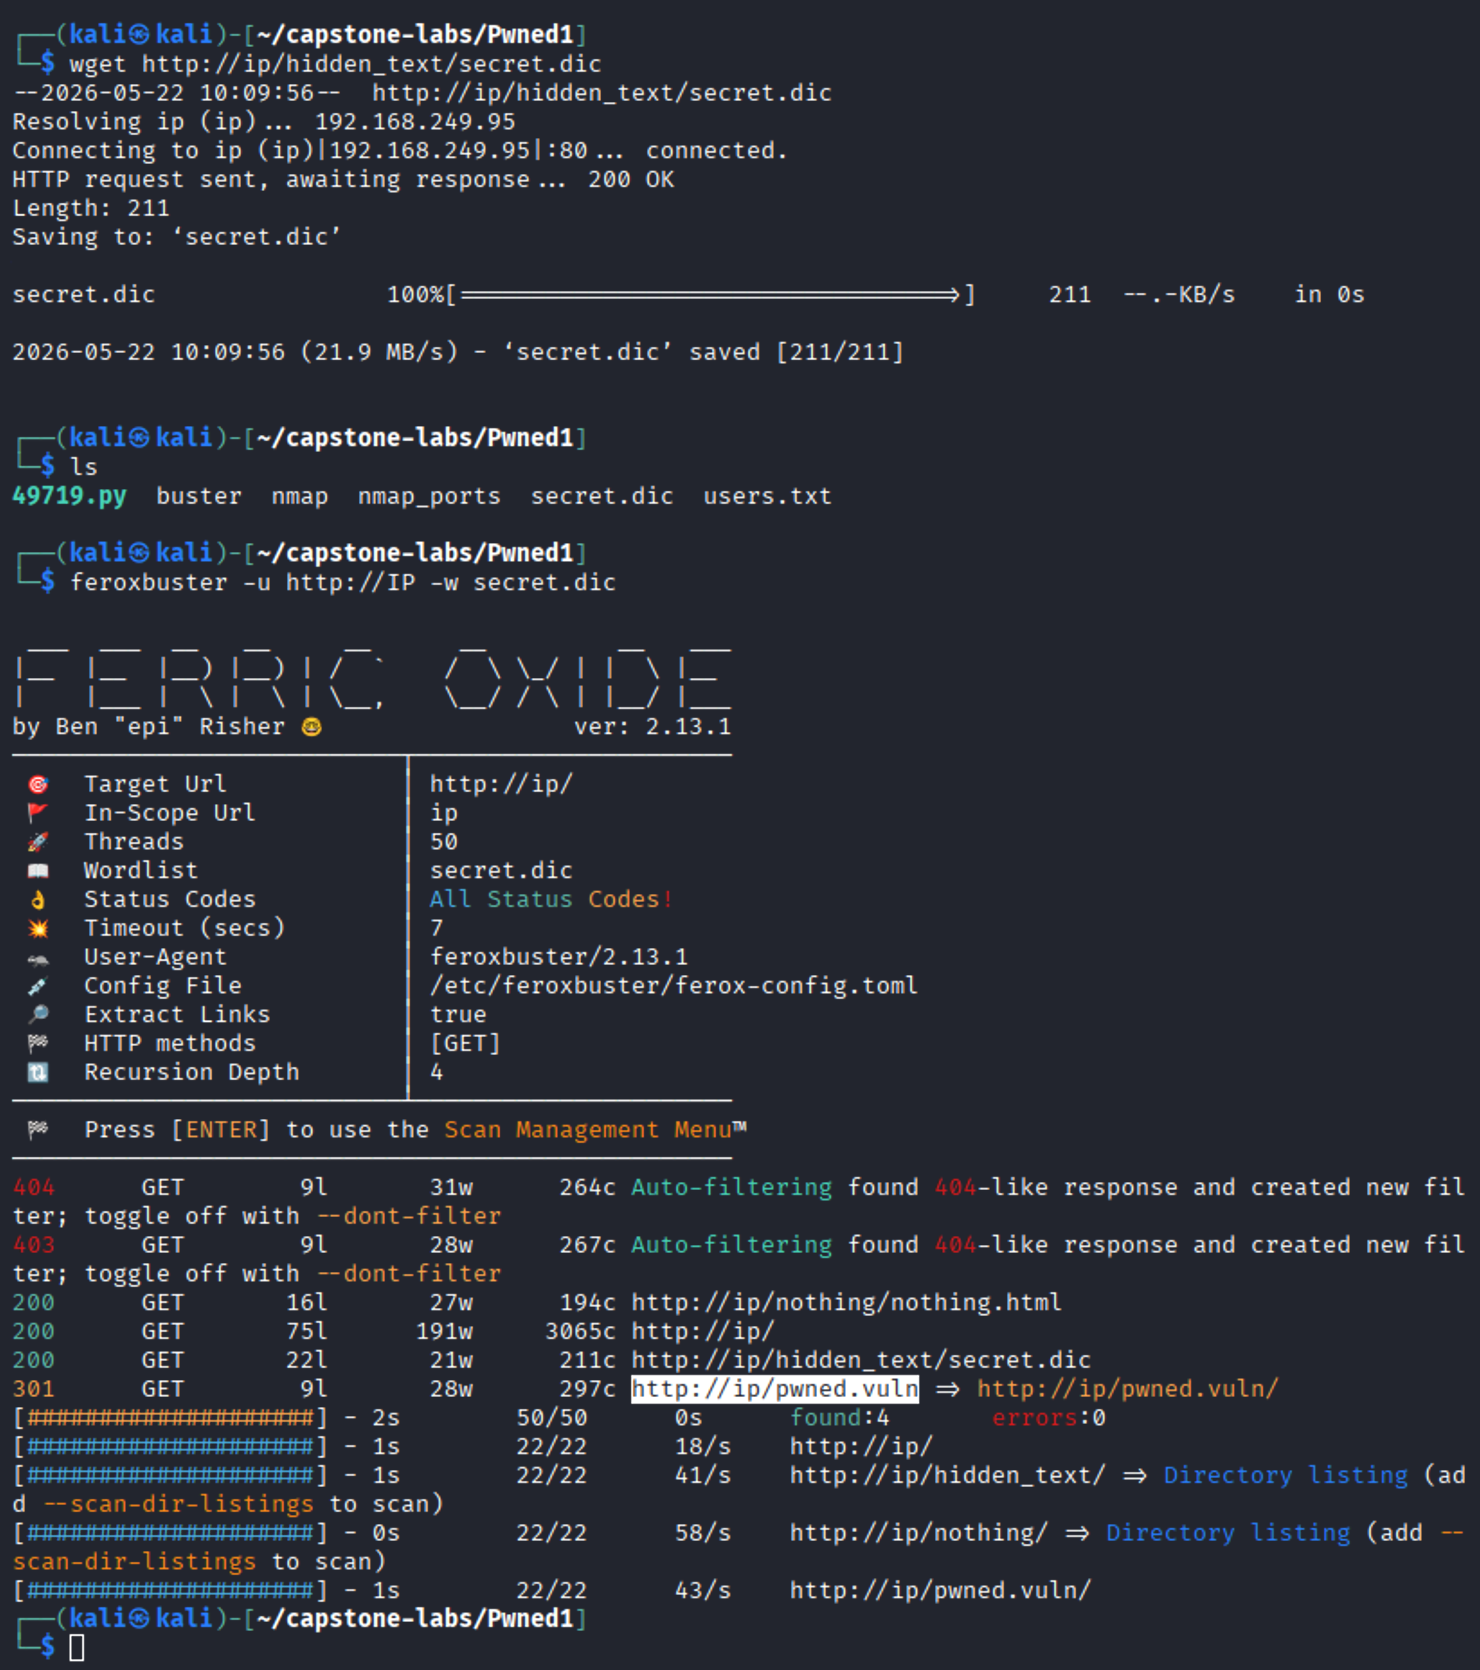 (kali㉿kali)-[~/capstone-labs/Pwned1]
$ wget http://ip/hidden_text/secret.dic
--2026-05-22 10:09:56--  http://ip/hidden_text/secret.dic
Resolving ip (ip)... 192.168.249.95
Connecting to ip (ip)|192.168.249.95|:80... connected.
HTTP request sent, awaiting response... 200 OK
Length: 211
Saving to: ‘secret.dic’
secret.dic 100%[==================================>] 211 --.-KB/s in 0s
2026-05-22 10:09:56 (21.9 MB/s) - ‘secret.dic’ saved [211/211]
(kali㉿kali)-[~/capstone-labs/Pwned1]
$ ls
49719.py buster nmap nmap_ports secret.dic users.txt
(kali㉿kali)-[~/capstone-labs/Pwned1]
$ feroxbuster -u http://IP -w secret.dic
FERRIC OXIDE
by Ben "epi" Risher 🤓 ver: 2.13.1
🎯 Target Url │ http://ip/
🚩 In-Scope Url │ ip
🚀 Threads │ 50
📖 Wordlist │ secret.dic
👌 Status Codes │ All Status Codes!
💥 Timeout (secs) │ 7
🦡 User-Agent │ feroxbuster/2.13.1
💉 Config File │ /etc/feroxbuster/ferox-config.toml
🔎 Extract Links │ true
🏁 HTTP methods │ [GET]
🔃 Recursion Depth │ 4
🏁 Press [ENTER] to use the Scan Management Menu™
404 GET 9l 31w 264c Auto-filtering found 404-like response and created new fil
ter; toggle off with --dont-filter
403 GET 9l 28w 267c Auto-filtering found 404-like response and created new fil
ter; toggle off with --dont-filter
200 GET 16l 27w 194c http://ip/nothing/nothing.html
200 GET 75l 191w 3065c http://ip/
200 GET 22l 21w 211c http://ip/hidden_text/secret.dic
301 GET 9l 28w 297c http://ip/pwned.vuln => http://ip/pwned.vuln/
[####################] - 2s 50/50 0s found:4 errors:0
[####################] - 1s 22/22 18/s http://ip/
[####################] - 1s 22/22 41/s http://ip/hidden_text/ => Directory listing (ad
d --scan-dir-listings to scan)
[####################] - 0s 22/22 58/s http://ip/nothing/ => Directory listing (add --
scan-dir-listings to scan)
[####################] - 1s 22/22 43/s http://ip/pwned.vuln/
(kali㉿kali)-[~/capstone-labs/Pwned1]
$